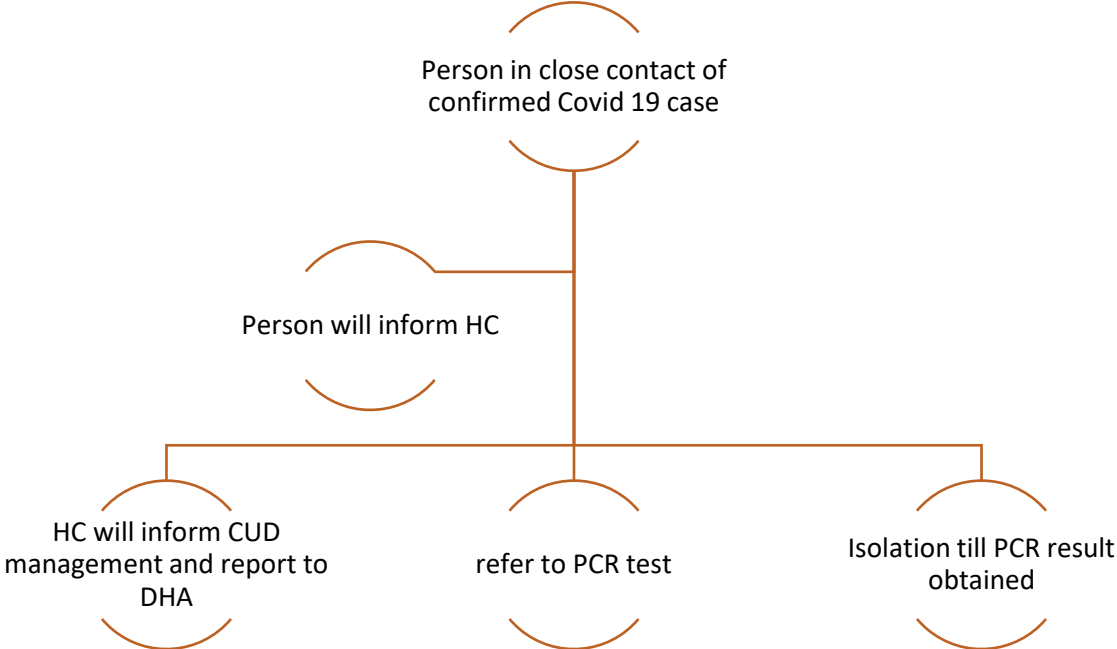 Person in close contact of
confirmed Covid 19 case
Person will inform HC
HC will inform CUD
management and report to
DHA
refer to PCR test
Isolation till PCR result
obtained